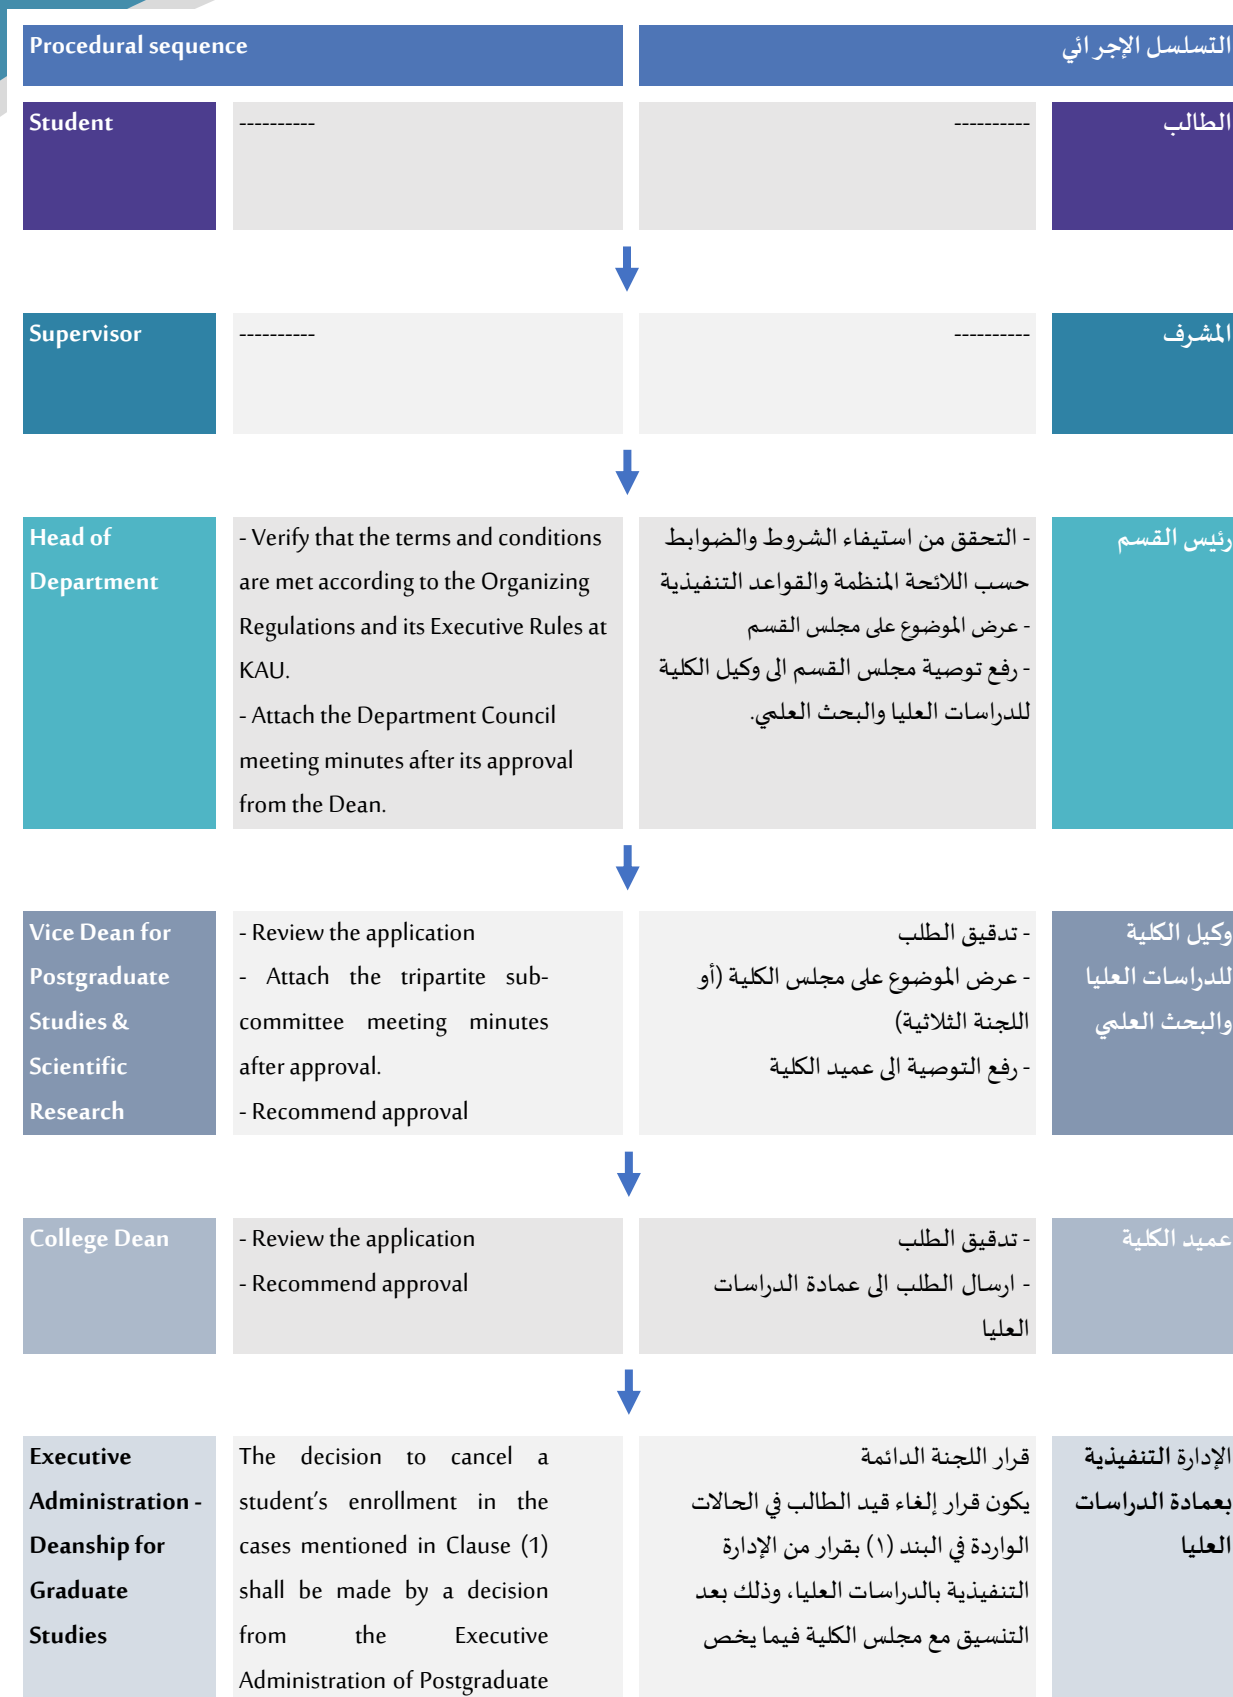 Procedural sequence
التسلسل الإجرائي
Student
----------
----------
الطالب
Supervisor
----------
----------
المشرف
Head of
Department
- Verify that the terms and conditions
are met according to the Organizing
Regulations and its Executive Rules at
KAU.
- Attach the Department Council
meeting minutes after its approval
from the Dean.
- التحقق من استيفاء الشروط والضوابط
حسب اللائحة المنظمة والقواعد التنفيذية
- عرض الموضوع على مجلس القسم
- رفع توصية مجلس القسم الى وكيل الكلية
للدراسات العليا والبحث العلمي.
رئيس القسم
Vice Dean for
Postgraduate
Studies &
Scientific
Research
- Review the application
- Attach the tripartite sub-
committee meeting minutes
after approval.
- Recommend approval
- تدقيق الطلب
- عرض الموضوع على مجلس الكلية (أو
اللجنة الثلاثية)
- رفع التوصية الى عميد الكلية
وكيل الكلية
للدراسات العليا
والبحث العلمي
College Dean
- Review the application
- Recommend approval
- تدقيق الطلب
- ارسال الطلب الى عمادة الدراسات
العليا
عميد الكلية
Executive
Administration -
Deanship for
Graduate
Studies
The decision to cancel a
student's enrollment in the
cases mentioned in Clause (1)
shall be made by a decision
from the Executive
Administration of Postgraduate
قرار اللجنة الدائمة
يكون قرار إلغاء قيد الطالب في الحالات
الواردة في البند (١) بقرار من الإدارة
التنفيذية بالدراسات العليا، وذلك بعد
التنسيق مع مجلس الكلية فيما يخص
الإدارة التنفيذية
بعمادة الدراسات
العليا